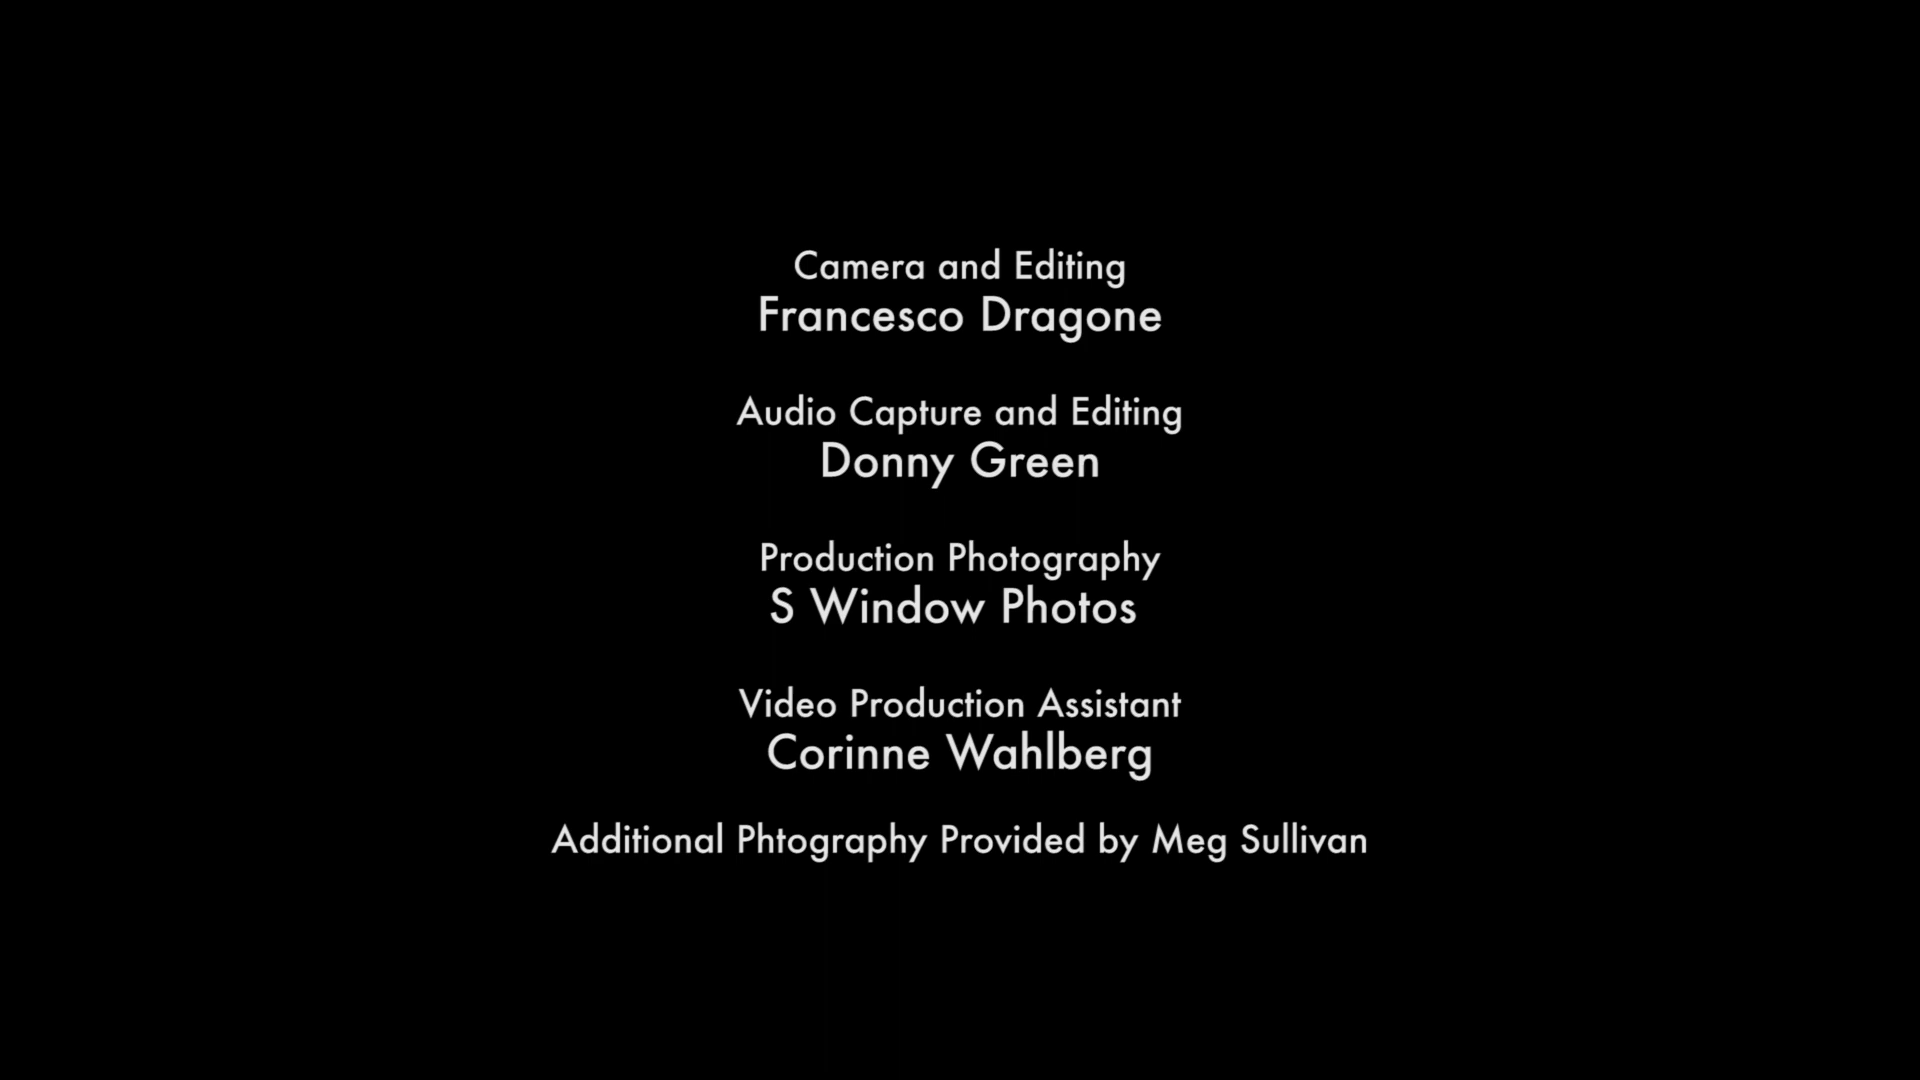 Camera and Editing
Francesco Dragone
Audio Capture and Editing
Donny Green
Production Photography
S Window Photos
Video Production Assistant
Corinne Wahlberg
Additional Phtography Provided by Meg Sullivan